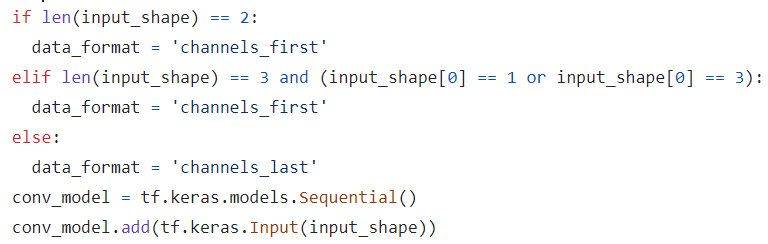 if len(input_shape) == 2:
  data_format = 'channels_first'
elif len(input_shape) == 3 and (input_shape[0] == 1 or input_shape[0] == 3):
  data_format = 'channels_first'
else:
  data_format = 'channels_last'
conv_model = tf.keras.models.Sequential()
conv_model.add(tf.keras.Input(input_shape))